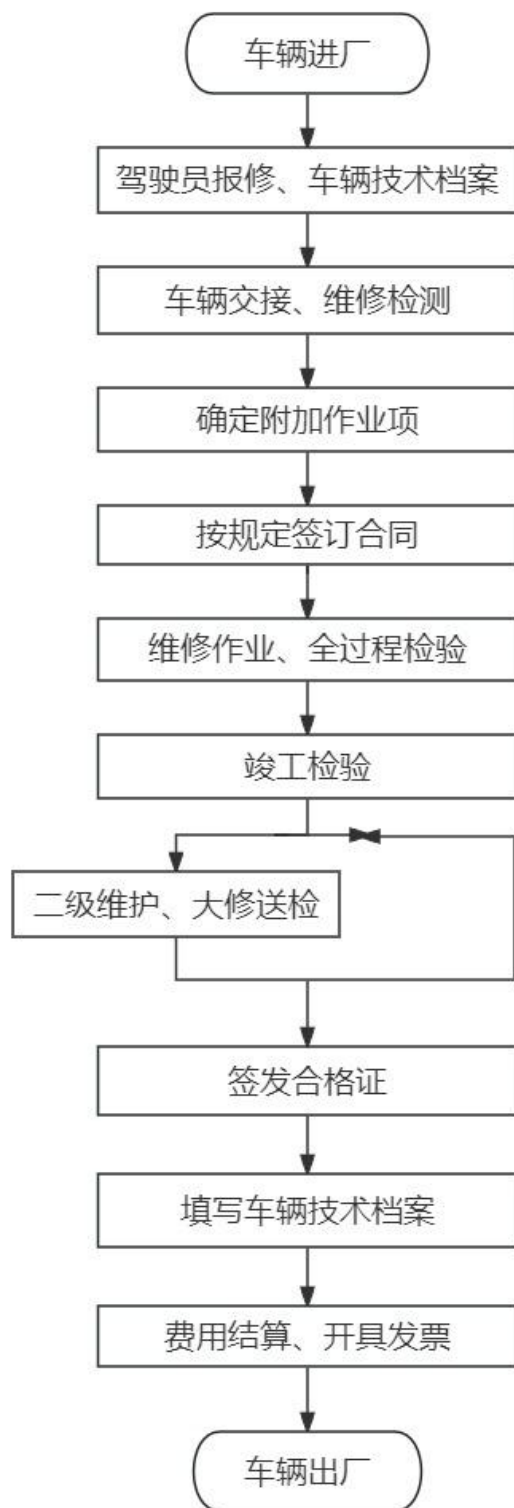 车辆进厂
驾驶员报修、车辆技术档案
车辆交接、维修检测
确定附加作业项
按规定签订合同
维修作业、全过程检验
竣工检验
二级维护、大修送检
签发合格证
填写车辆技术档案
费用结算、开具发票
车辆出厂